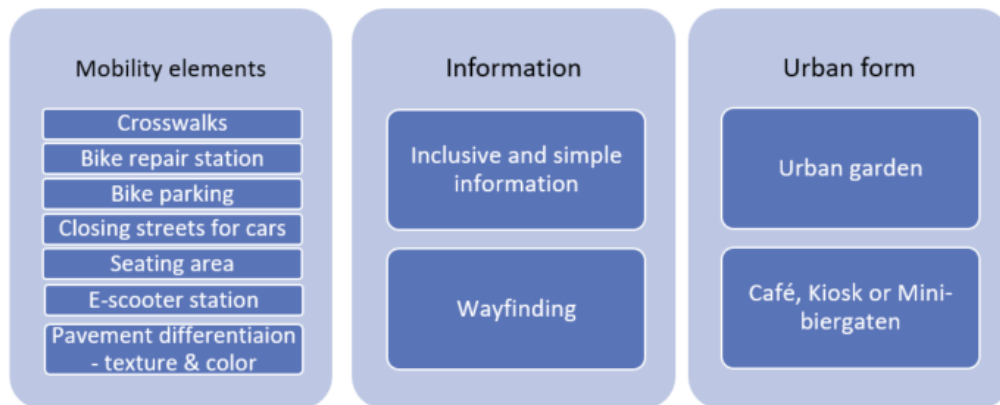 Mobility elements
Crosswalks
Bike repair station
Bike parking
Closing streets for cars
Seating area
E-scooter station
Pavement differentiaion
- texture & color
Information
Inclusive and simple
information
Wayfinding
Urban form
Urban garden
Café, Kiosk or Mini-
biergaten